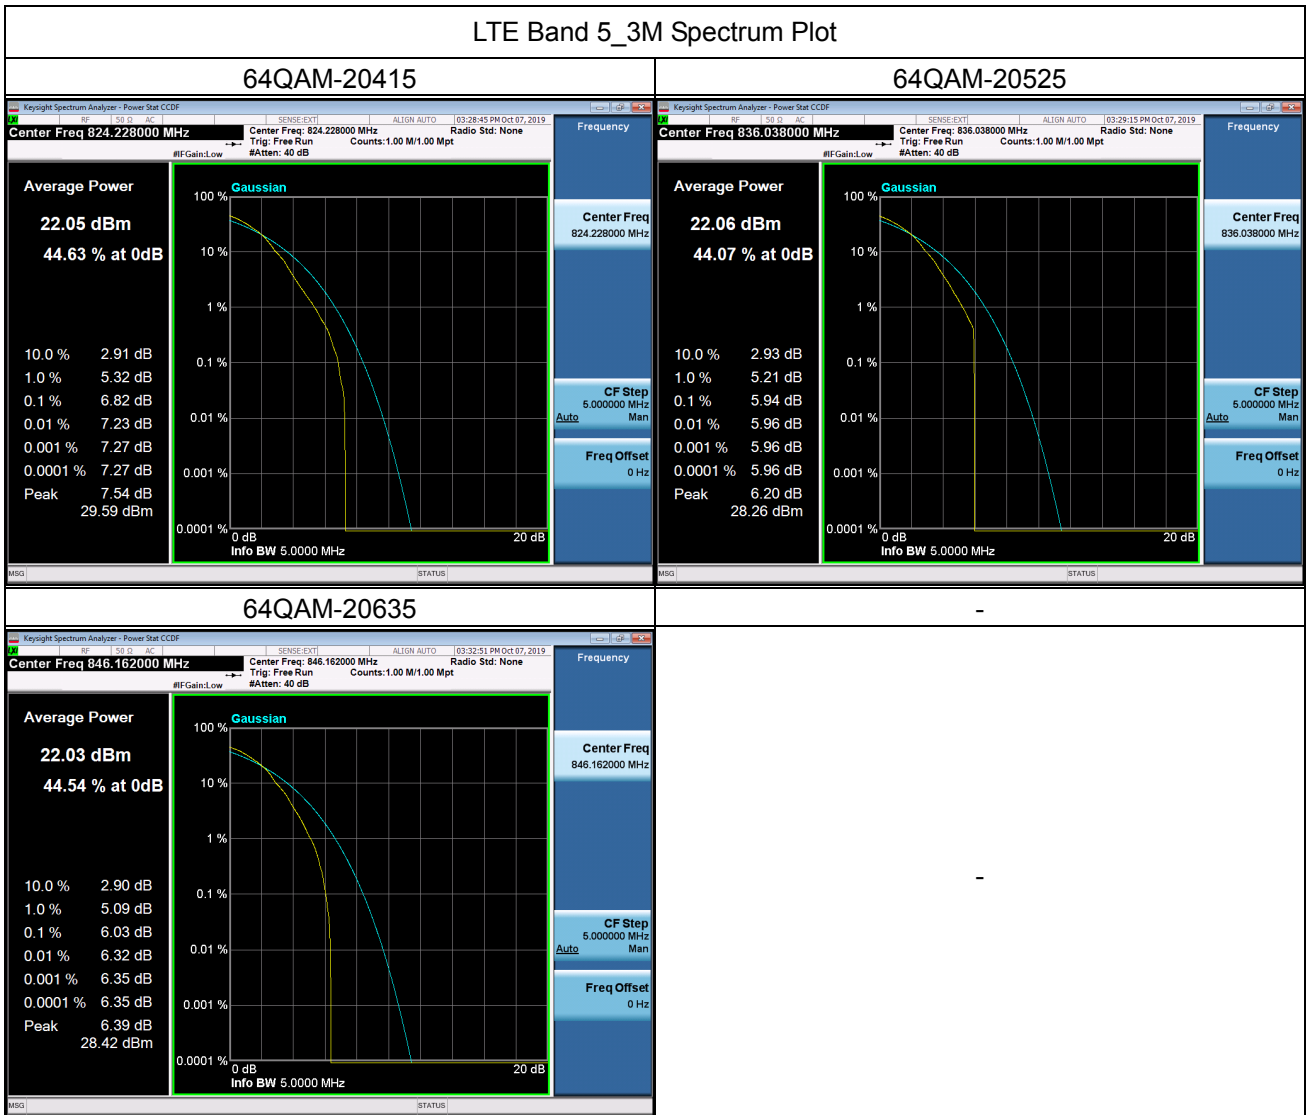 LTE Band 5_3M Spectrum Plot
64QAM-20415
64QAM-20525
Keysight Spectrum Analyzer - Power Stat CCDF
LXI RF 50 Ω AC SENSE:EXT ALIGN AUTO 03:28:45 PM Oct 07, 2019
Center Freq 824.228000 MHz
Center Freq: 824.228000 MHz Radio Std: None
Trig: Free Run Counts:1.00 M/1.00 Mpt
#IFGain:Low #Atten: 40 dB
Frequency
Average Power
22.05 dBm
44.63 % at 0dB
10.0 % 2.91 dB
1.0 % 5.32 dB
0.1 % 6.82 dB
0.01 % 7.23 dB
0.001 % 7.27 dB
0.0001 % 7.27 dB
Peak 7.54 dB
29.59 dBm
Gaussian
100 %
10 %
1 %
0.1 %
0.01 %
0.001 %
0.0001 %
0 dB 20 dB
Info BW 5.0000 MHz
Center Freq
824.228000 MHz
CF Step
5.000000 MHz
Auto Man
Freq Offset
0 Hz
MSG STATUS
Keysight Spectrum Analyzer - Power Stat CCDF
LXI RF 50 Ω AC SENSE:EXT ALIGN AUTO 03:29:15 PM Oct 07, 2019
Center Freq 836.038000 MHz
Center Freq: 836.038000 MHz Radio Std: None
Trig: Free Run Counts:1.00 M/1.00 Mpt
#IFGain:Low #Atten: 40 dB
Frequency
Average Power
22.06 dBm
44.07 % at 0dB
10.0 % 2.93 dB
1.0 % 5.21 dB
0.1 % 5.94 dB
0.01 % 5.96 dB
0.001 % 5.96 dB
0.0001 % 5.96 dB
Peak 6.20 dB
28.26 dBm
Gaussian
100 %
10 %
1 %
0.1 %
0.01 %
0.001 %
0.0001 %
0 dB 20 dB
Info BW 5.0000 MHz
Center Freq
836.038000 MHz
CF Step
5.000000 MHz
Auto Man
Freq Offset
0 Hz
MSG STATUS
64QAM-20635
-
Keysight Spectrum Analyzer - Power Stat CCDF
LXI RF 50 Ω AC SENSE:EXT ALIGN AUTO 03:32:51 PM Oct 07, 2019
Center Freq 846.162000 MHz
Center Freq: 846.162000 MHz Radio Std: None
Trig: Free Run Counts:1.00 M/1.00 Mpt
#IFGain:Low #Atten: 40 dB
Frequency
Average Power
22.03 dBm
44.54 % at 0dB
10.0 % 2.90 dB
1.0 % 5.09 dB
0.1 % 6.03 dB
0.01 % 6.32 dB
0.001 % 6.35 dB
0.0001 % 6.35 dB
Peak 6.39 dB
28.42 dBm
Gaussian
100 %
10 %
1 %
0.1 %
0.01 %
0.001 %
0.0001 %
0 dB 20 dB
Info BW 5.0000 MHz
Center Freq
846.162000 MHz
CF Step
5.000000 MHz
Auto Man
Freq Offset
0 Hz
MSG STATUS
-